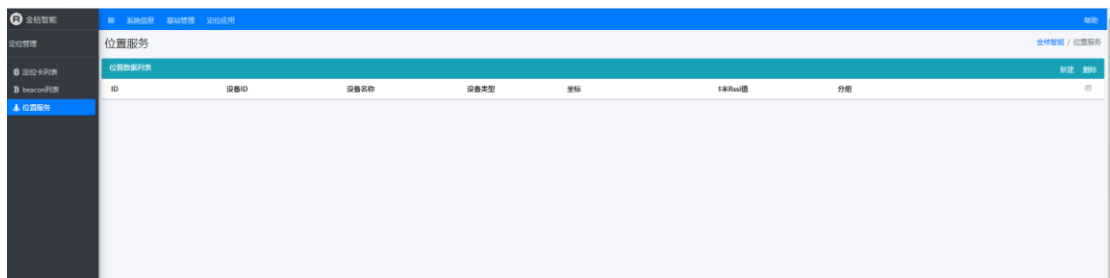 金桔智能
系统信息 基站管理 定位应用 帮助
定位管理
位置服务 金桔智能 / 位置服务
定位卡列表
beacon列表
位置服务
位置数据列表 新建 删除
ID 设备ID 设备名称 设备类型 坐标 1米Rssi值 分组